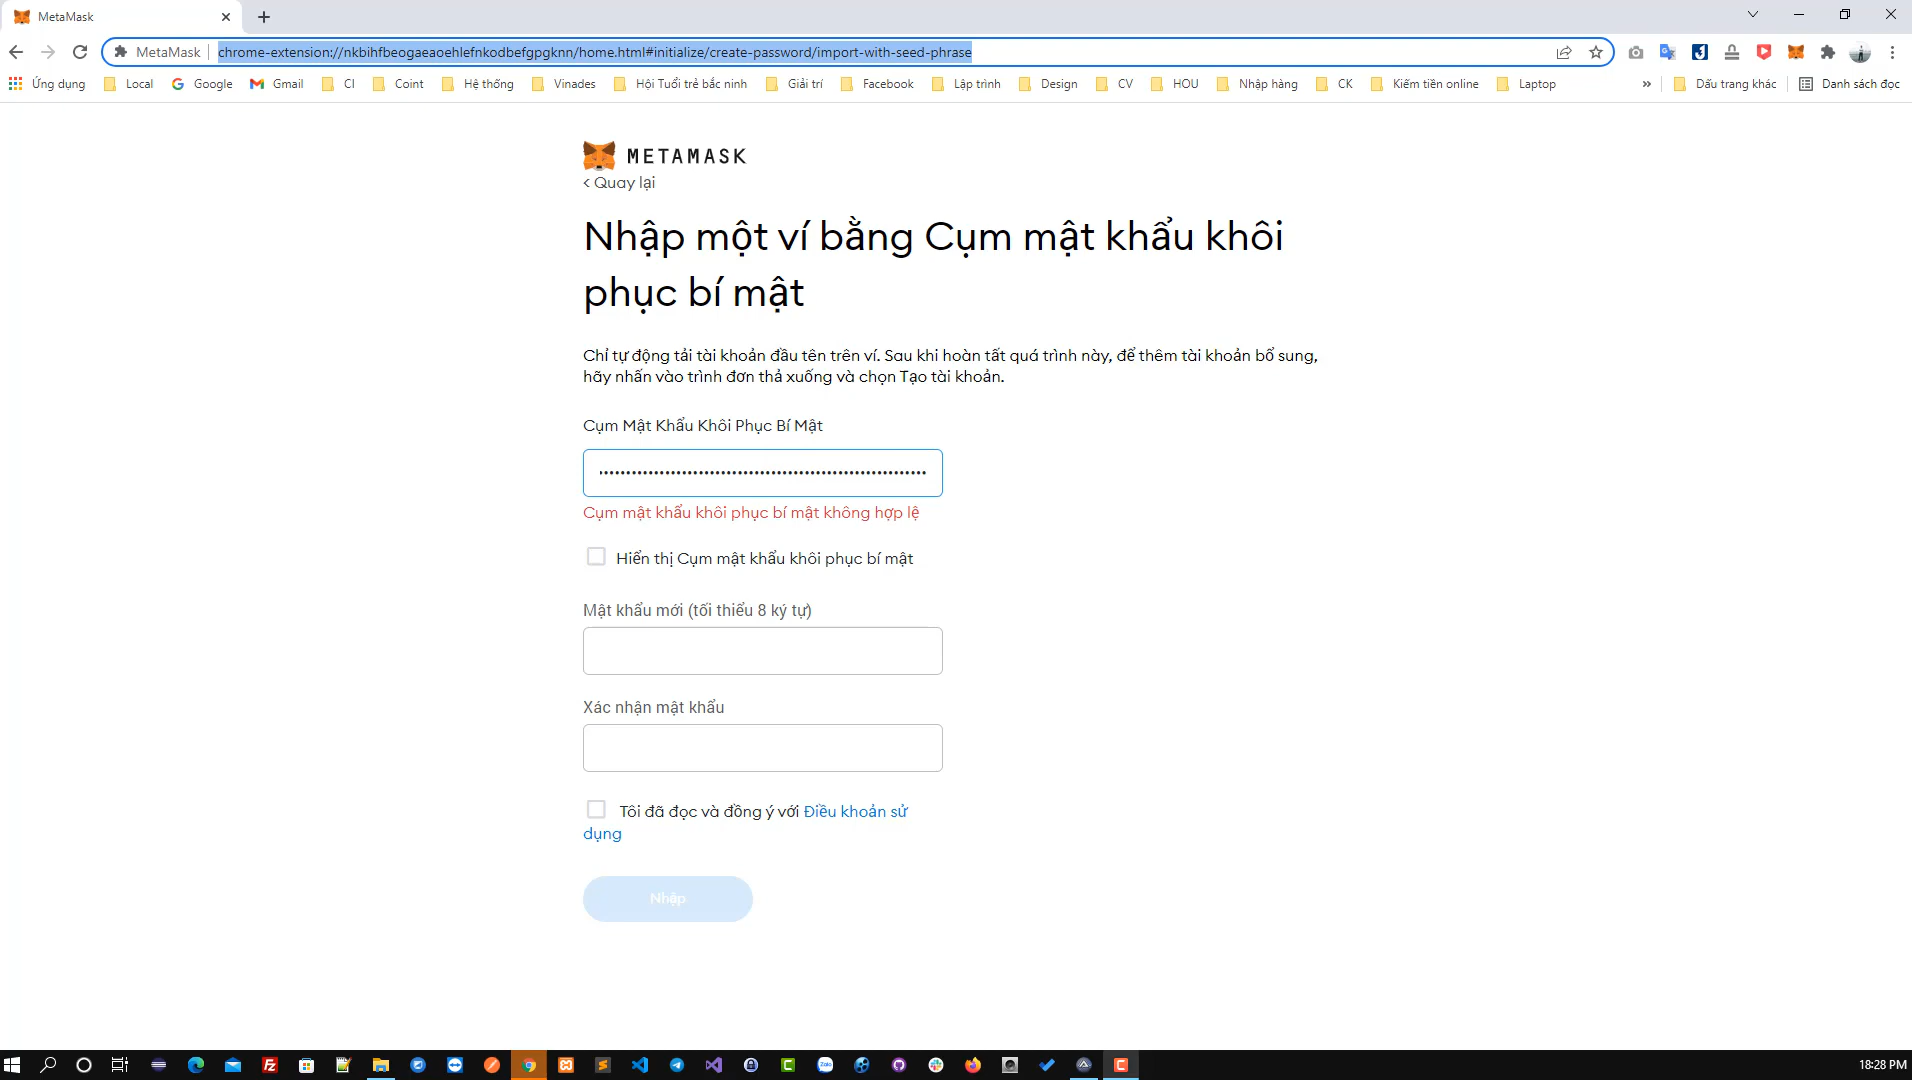 MetaMask
MetaMask
chrome-extension://nkbihfbeogaeaoehlefnkodbefgpgknn/home.html#initialize/create-password/import-with-seed-phrase
Ứng dụng
Local
Google
Gmail
CI
Coint
Hệ thống
Vinades
Hội Tuổi trẻ bắc ninh
Giải trí
Facebook
Lập trình
Design
CV
HOU
Nhập hàng
CK
Kiếm tiền online
Laptop
»
Dấu trang khác
Danh sách đọc
METAMASK
< Quay lại
Nhập một ví bằng Cụm mật khẩu khôi
phục bí mật
Chỉ tự động tải tài khoản đầu tên trên ví. Sau khi hoàn tất quá trình này, để thêm tài khoản bổ sung,
hãy nhấn vào trình đơn thả xuống và chọn Tạo tài khoản.
Cụm Mật Khẩu Khôi Phục Bí Mật
Cụm mật khẩu khôi phục bí mật không hợp lệ
Hiển thị Cụm mật khẩu khôi phục bí mật
Mật khẩu mới (tối thiểu 8 ký tự)
Xác nhận mật khẩu
Tôi đã đọc và đồng ý với Điều khoản sử
dụng
Nhập
18:28 PM